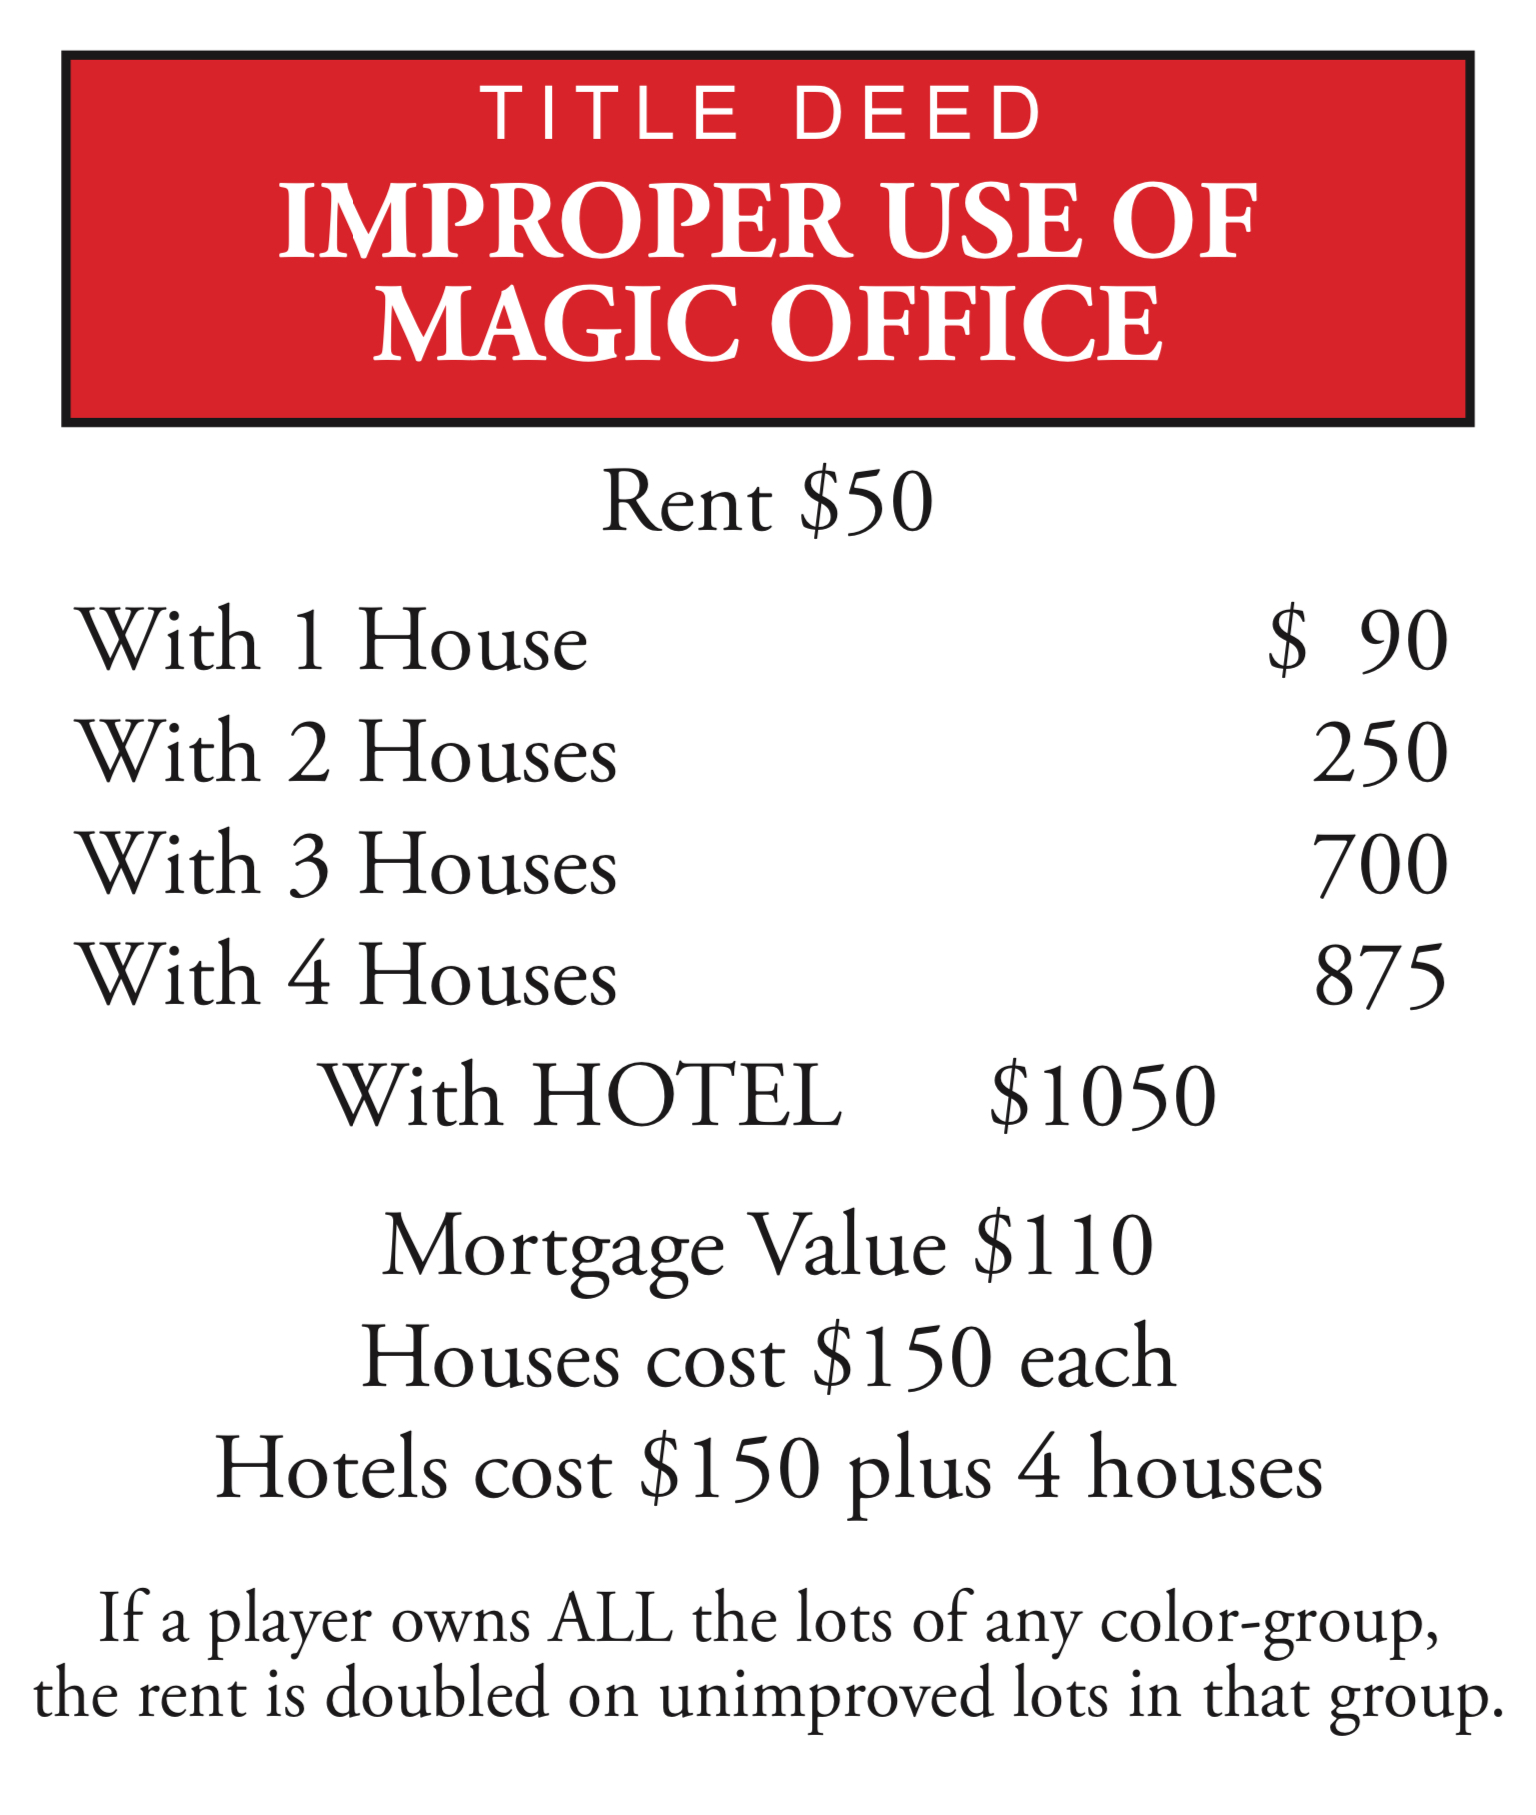 TITLE DEED
IMPROPER USE OF
MAGIC OFFICE
Rent $50
With 1 House $ 90
With 2 Houses 250
With 3 Houses 700
With 4 Houses 875
With HOTEL $1050
Mortgage Value $110
Houses cost $150 each
Hotels cost $150 plus 4 houses
If a player owns ALL the lots of any color-group,
the rent is doubled on unimproved lots in that group.